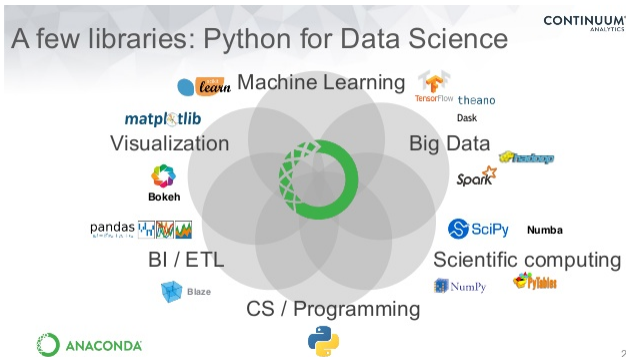 CONTINUUM
ANALYTICS
A few libraries: Python for Data Science
learn
Machine Learning
TensorFlow
theano
Dask
matplotlib
Visualization
Big Data
hadoop
Spark
Bokeh
pandas
SciPy
Numba
BI / ETL
Scientific computing
Blaze
NumPy
PyTables
CS / Programming
ANACONDA